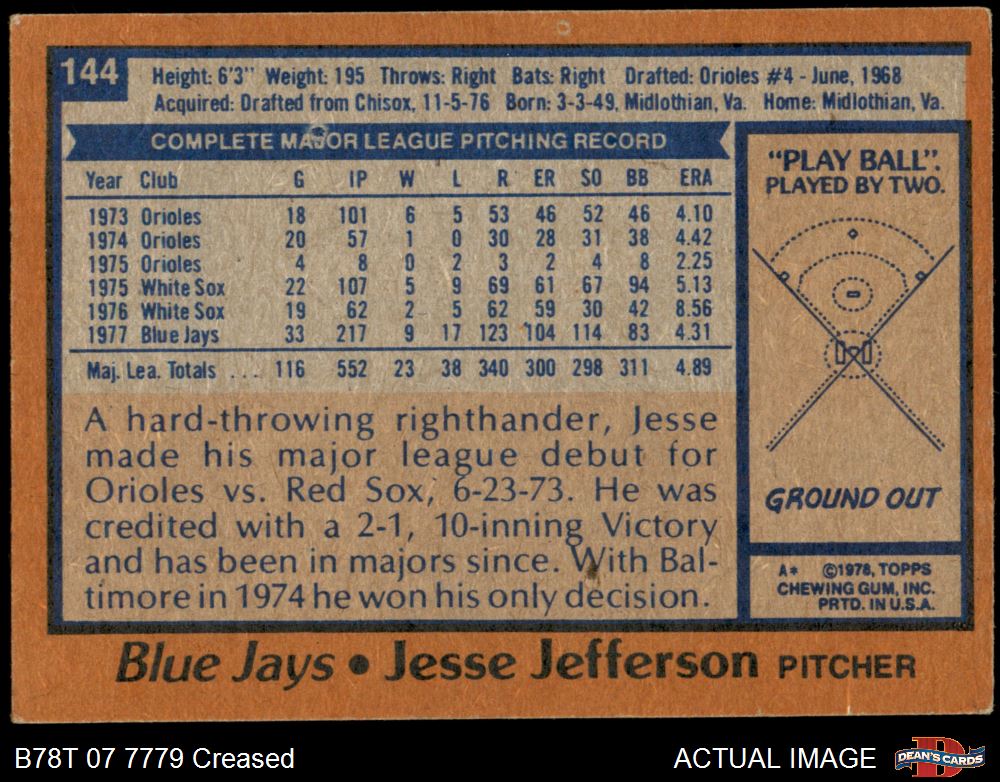 144
Height: 6'3" Weight: 195 Throws: Right Bats: Right Drafted: Orioles #4 - June, 1968
Acquired: Drafted from Chisox, 11-5-76 Born: 3-3-49, Midlothian, Va. Home: Midlothian, Va.
COMPLETE MAJOR LEAGUE PITCHING RECORD
Year Club G IP W L R ER SO BB ERA
1973 Orioles 18 101 6 5 53 46 52 46 4.10
1974 Orioles 20 57 1 0 30 28 31 38 4.42
1975 Orioles 4 8 0 2 3 2 4 8 2.25
1975 White Sox 22 107 5 9 69 61 67 94 5.13
1976 White Sox 19 62 2 5 62 59 30 42 8.56
1977 Blue Jays 33 217 9 17 123 104 114 83 4.31
Maj. Lea. Totals ... 116 552 23 38 340 300 298 311 4.89
A hard-throwing righthander, Jesse
made his major league debut for
Orioles vs. Red Sox, 6-23-73. He was
credited with a 2-1, 10-inning Victory
and has been in majors since. With Bal-
timore in 1974 he won his only decision.
"PLAY BALL":
PLAYED BY TWO.
GROUND OUT
A* ©1978, TOPPS
CHEWING GUM, INC.
PRTD. IN U.S.A.
Blue Jays • Jesse Jefferson PITCHER
B78T 07 7779 Creased
ACTUAL IMAGE
DEAN'S CARDS